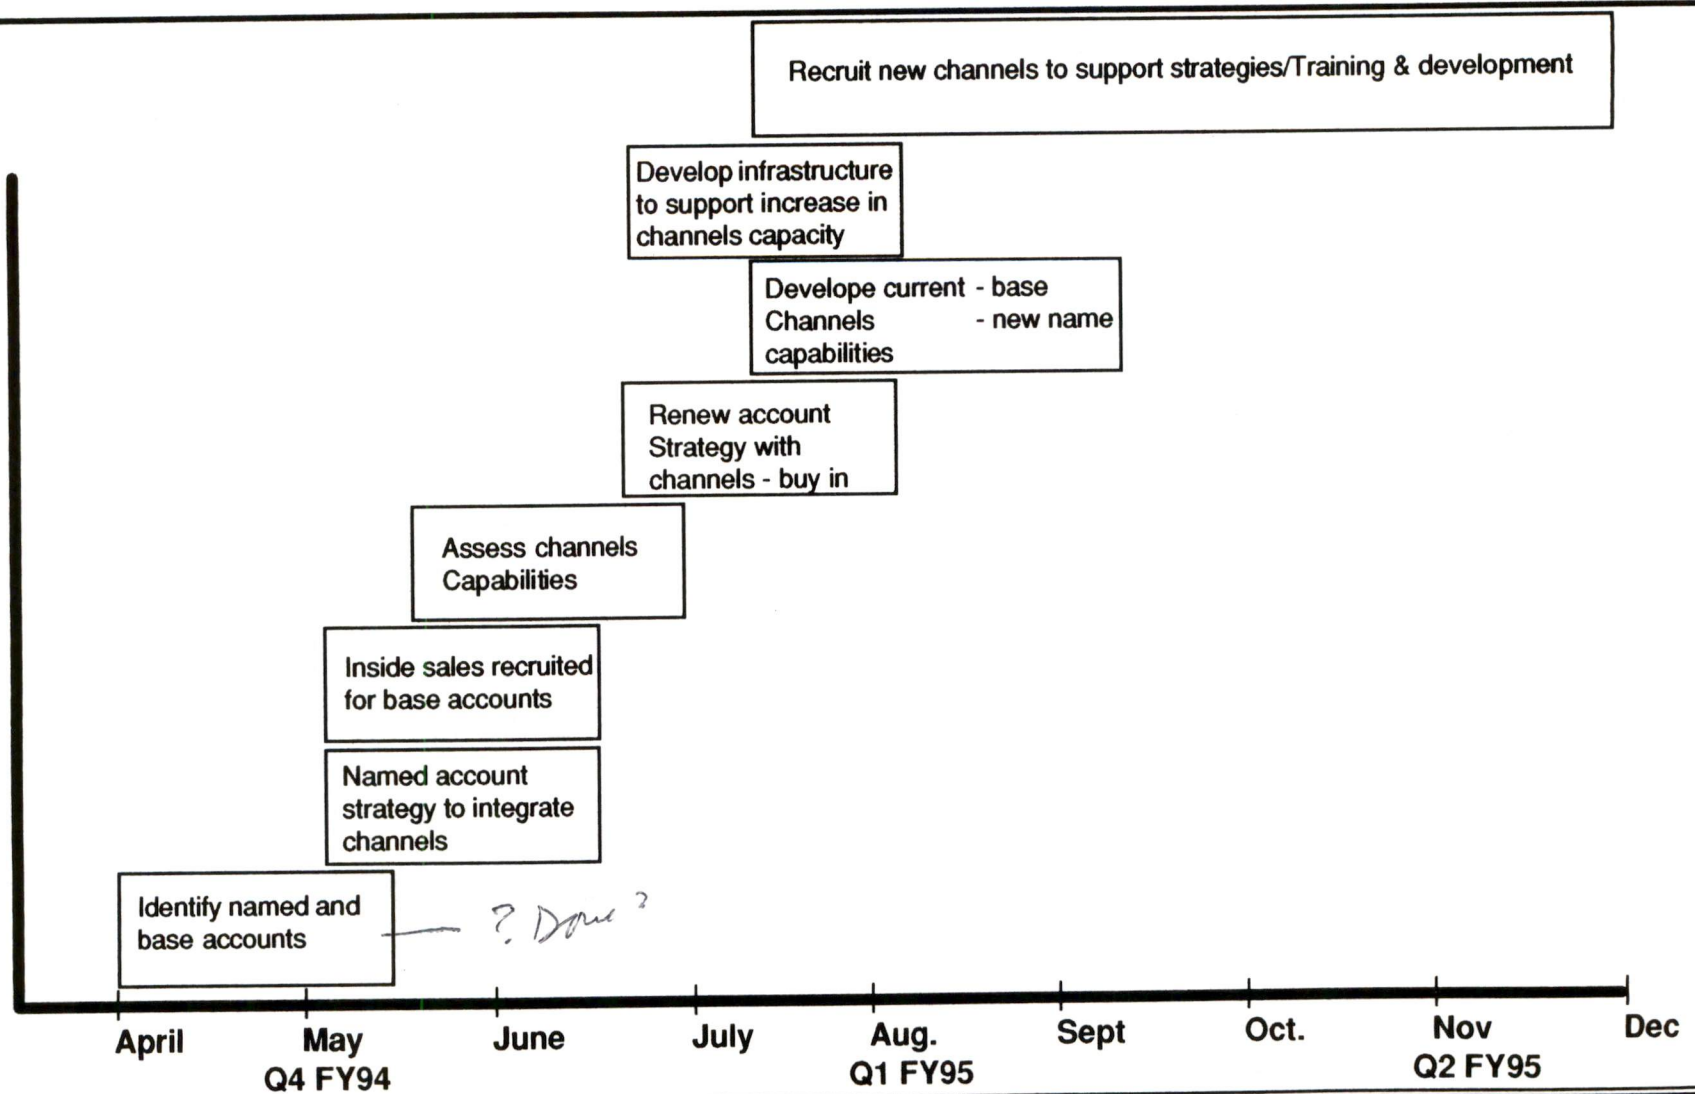 Recruit new channels to support strategies/Training & development
Develop infrastructure
to support increase in
channels capacity
Develope current - base
Channels - new name
capabilities
Renew account
Strategy with
channels - buy in
Assess channels
Capabilities
Inside sales recruited
for base accounts
Named account
strategy to integrate
channels
Identify named and
base accounts
? Done ?
April May June July Aug. Sept Oct. Nov Dec
Q4 FY94 Q1 FY95 Q2 FY95